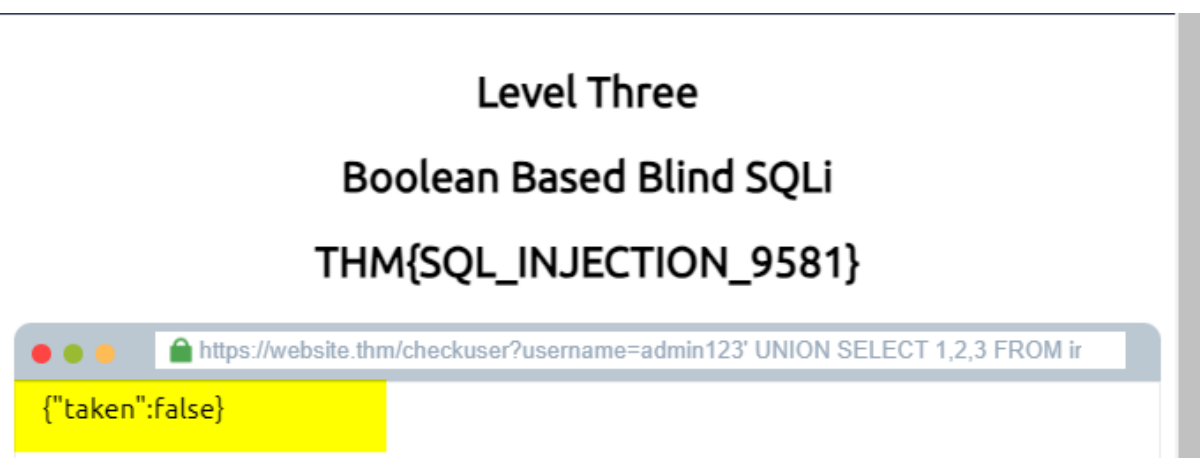 Level Three
Boolean Based Blind SQLi
THM{SQL_INJECTION_9581}
https://website.thm/checkuser?username=admin123' UNION SELECT 1,2,3 FROM ir
{"taken":false}